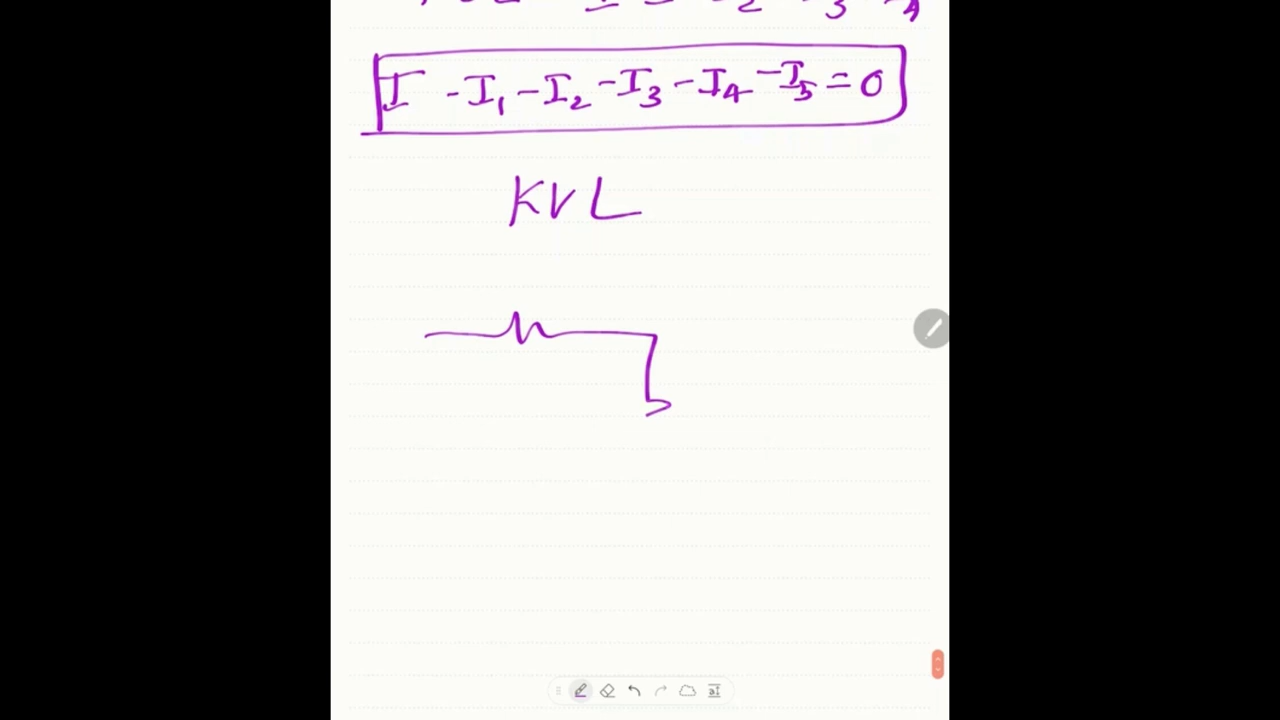 I - I₁ - I₂ - I₃ - I₄ - I₅ = 0
KVL